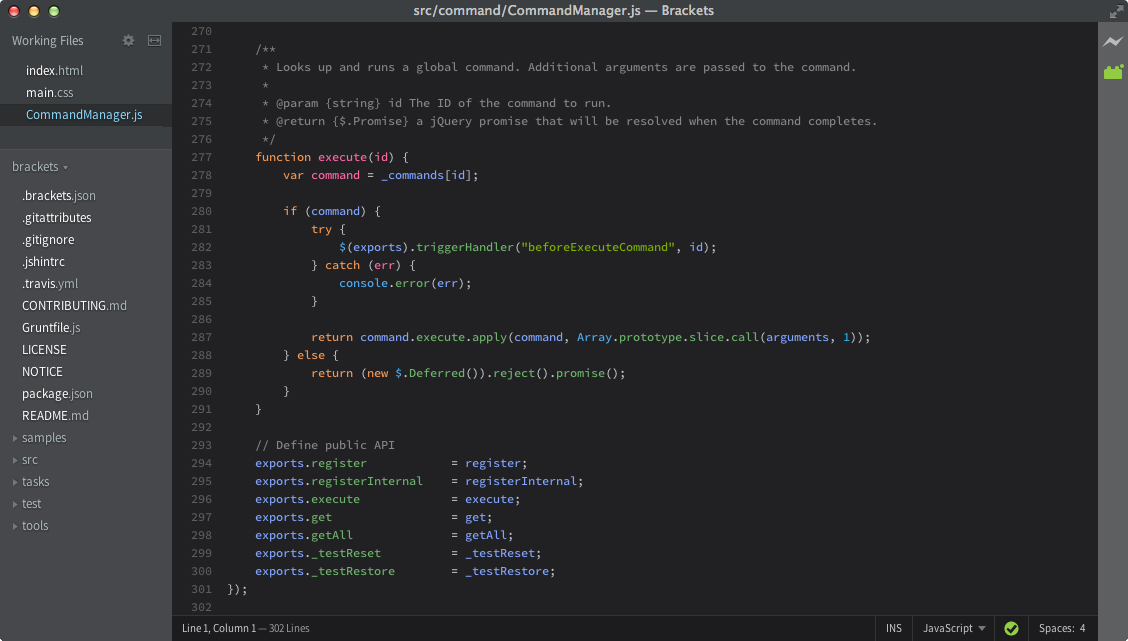 src/command/CommandManager.js — Brackets
Working Files
index.html
main.css
CommandManager.js
brackets
.brackets.json
.gitattributes
.gitignore
.jshintrc
.travis.yml
CONTRIBUTING.md
Gruntfile.js
LICENSE
NOTICE
package.json
README.md
samples
src
tasks
test
tools
270
271     /**
272      * Looks up and runs a global command. Additional arguments are passed to the command.
273      *
274      * @param {string} id The ID of the command to run.
275      * @return {$.Promise} a jQuery promise that will be resolved when the command completes.
276      */
277     function execute(id) {
278         var command = _commands[id];
279
280         if (command) {
281             try {
282                 $(exports).triggerHandler("beforeExecuteCommand", id);
283             } catch (err) {
284                 console.error(err);
285             }
286
287             return command.execute.apply(command, Array.prototype.slice.call(arguments, 1));
288         } else {
289             return (new $.Deferred()).reject().promise();
290         }
291     }
292
293     // Define public API
294     exports.register            = register;
295     exports.registerInternal    = registerInternal;
296     exports.execute             = execute;
297     exports.get                 = get;
298     exports.getAll              = getAll;
299     exports._testReset          = _testReset;
300     exports._testRestore        = _testRestore;
301 });
302
Line 1, Column 1 — 302 Lines
INS
JavaScript
Spaces: 4